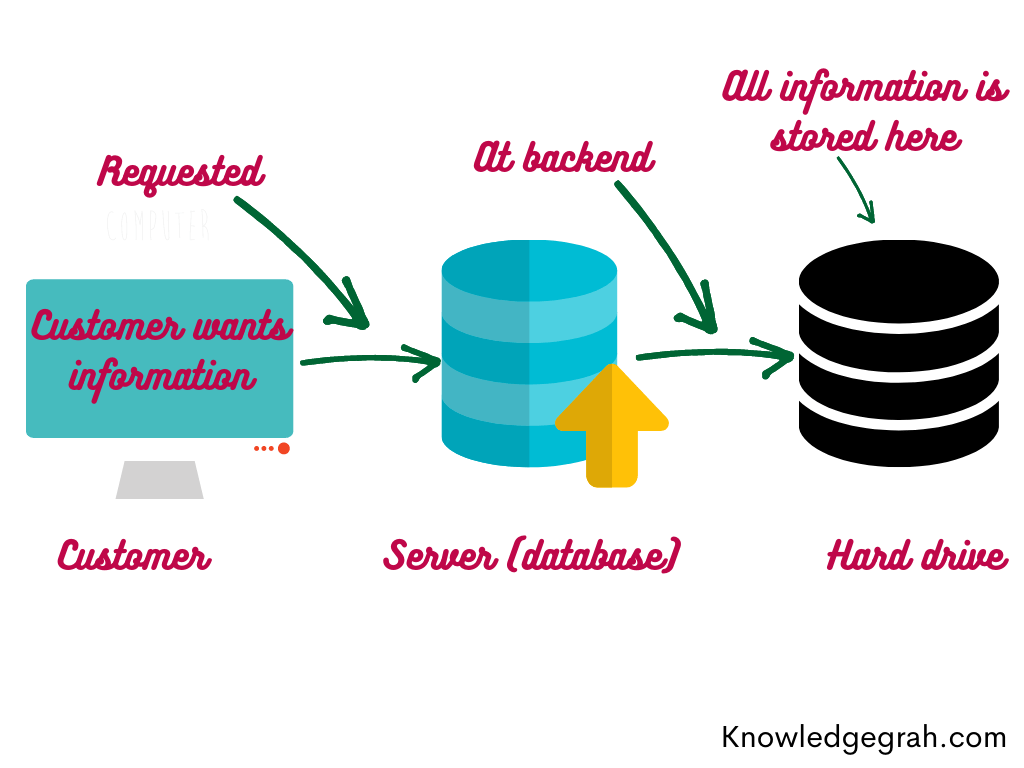 All information is
stored here
Requested
At backend
COMPUTER
Customer wants
information
Customer
Server (database)
Hard drive
Knowledgegrah.com